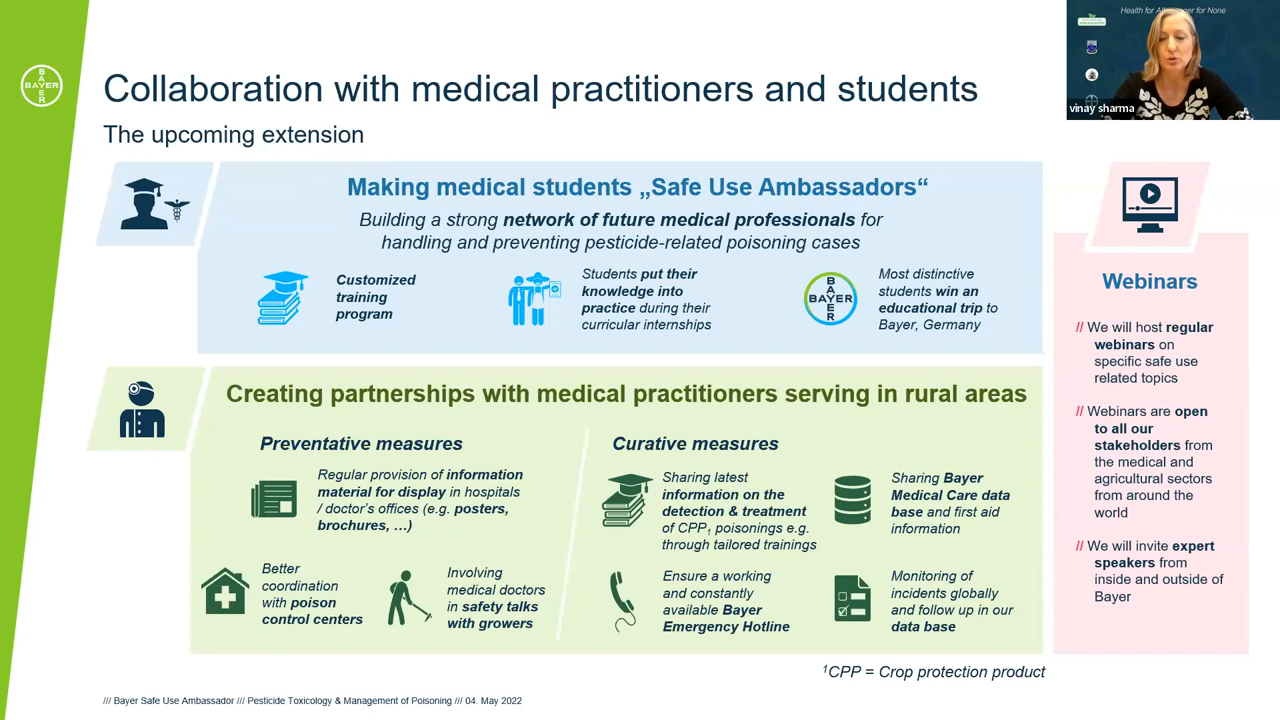 Health for All
ger for None
vinay sharma
BAYER
BAYER
Collaboration with medical practitioners and students
The upcoming extension
Making medical students „Safe Use Ambassadors“
Building a strong network of future medical professionals for
handling and preventing pesticide-related poisoning cases
Customized
training
program
Students put their
knowledge into
practice during their
curricular internships
BAYER
BAYER
Most distinctive
students win an
educational trip to
Bayer, Germany
Creating partnerships with medical practitioners serving in rural areas
Preventative measures
Regular provision of information
material for display in hospitals
/ doctor’s offices (e.g. posters,
brochures, …)
Better
coordination
with poison
control centers
Involving
medical doctors
in safety talks
with growers
Curative measures
Sharing latest
information on the
detection & treatment
of CPP1 poisonings e.g.
through tailored trainings
Sharing Bayer
Medical Care data
base and first aid
information
Ensure a working
and constantly
available Bayer
Emergency Hotline
Monitoring of
incidents globally
and follow up in our
data base
Webinars
// We will host regular
webinars on
specific safe use
related topics
// Webinars are open
to all our
stakeholders from
the medical and
agricultural sectors
from around the
world
// We will invite expert
speakers from
inside and outside of
Bayer
1CPP = Crop protection product
/// Bayer Safe Use Ambassador /// Pesticide Toxicology & Management of Poisoning /// 04. May 2022